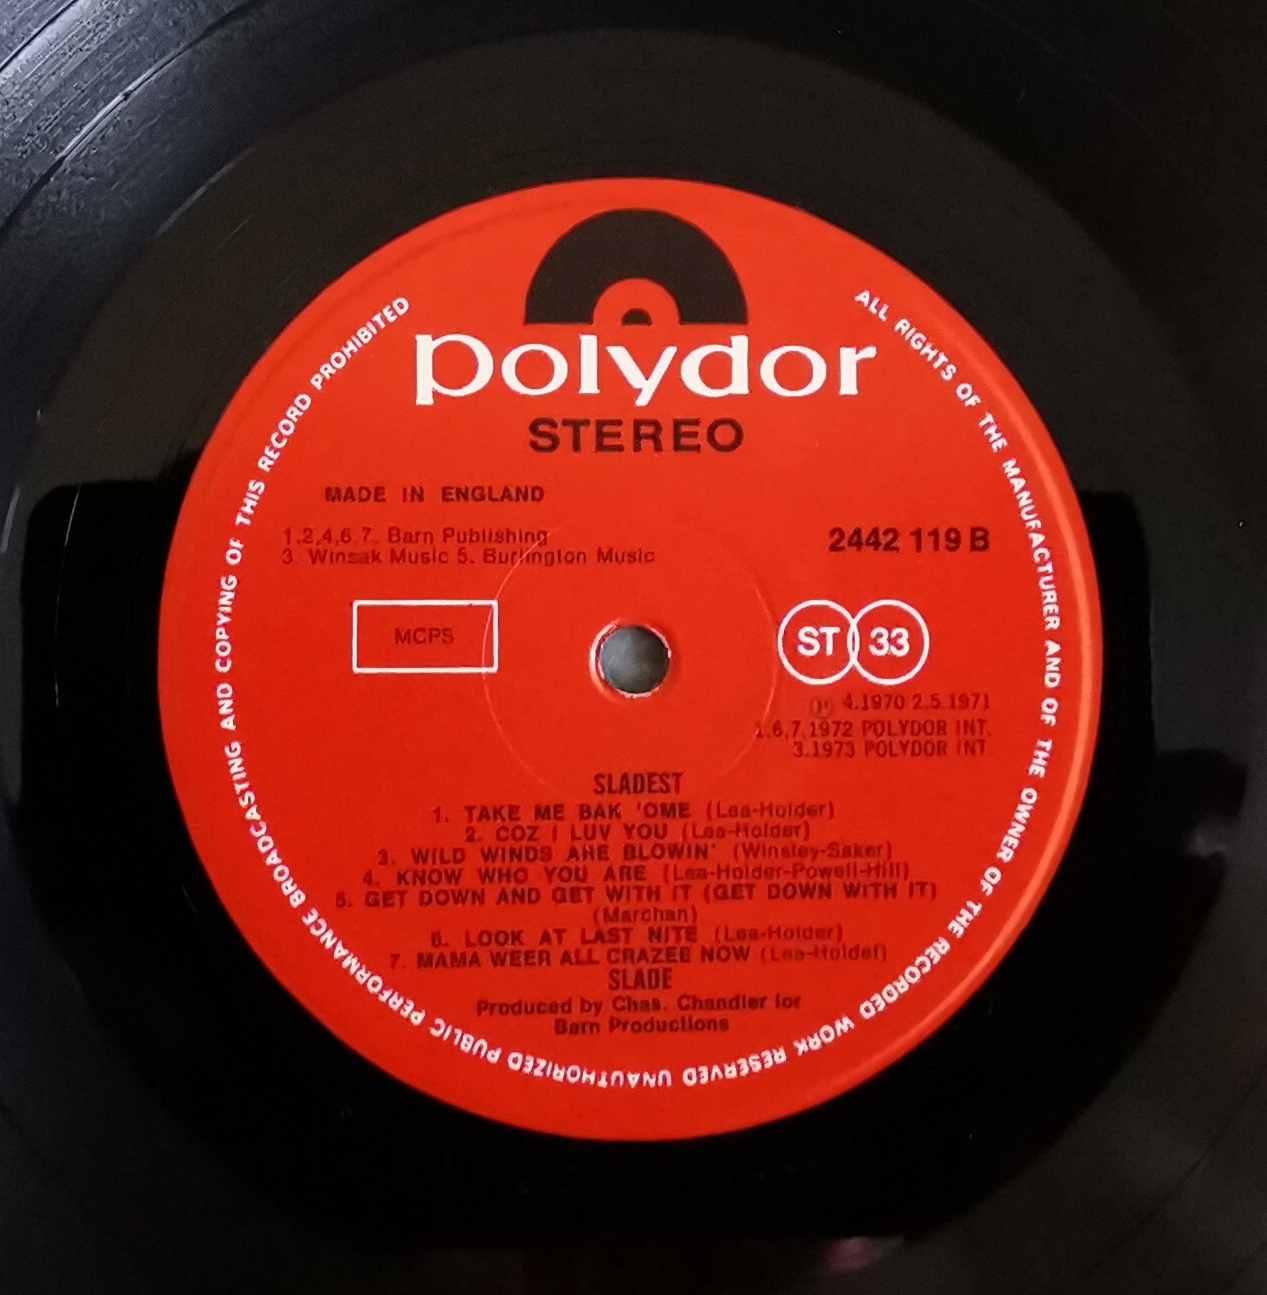 polydor
STEREO
MADE IN ENGLAND
1,2,4,6,7. Barn Publishing
3. Winsak Music 5. Burlington Music
2442 119 B
MCPS
ST 33
℗ 4.1970 2.5.1971
1,6,7.1972 POLYDOR INT.
3.1973 POLYDOR INT.
SLADEST
1. TAKE ME BAK 'OME (Lea-Holder)
2. COZ I LUV YOU (Lea-Holder)
3. WILD WINDS ARE BLOWIN' (Winsley-Saker)
4. KNOW WHO YOU ARE (Lea-Holder-Powell-Hill)
5. GET DOWN AND GET WITH IT (GET DOWN WITH IT)
(Marchan)
6. LOOK AT LAST NITE (Lea-Holder)
7. MAMA WEER ALL CRAZEE NOW (Lea-Holder)
SLADE
Produced by Chas. Chandler for
Barn Productions
ALL RIGHTS OF THE MANUFACTURER AND OF THE OWNER OF THE RECORDED WORK RESERVED UNAUTHORIZED PUBLIC PERFORMANCE BROADCASTING AND COPYING OF THIS RECORD PROHIBITED